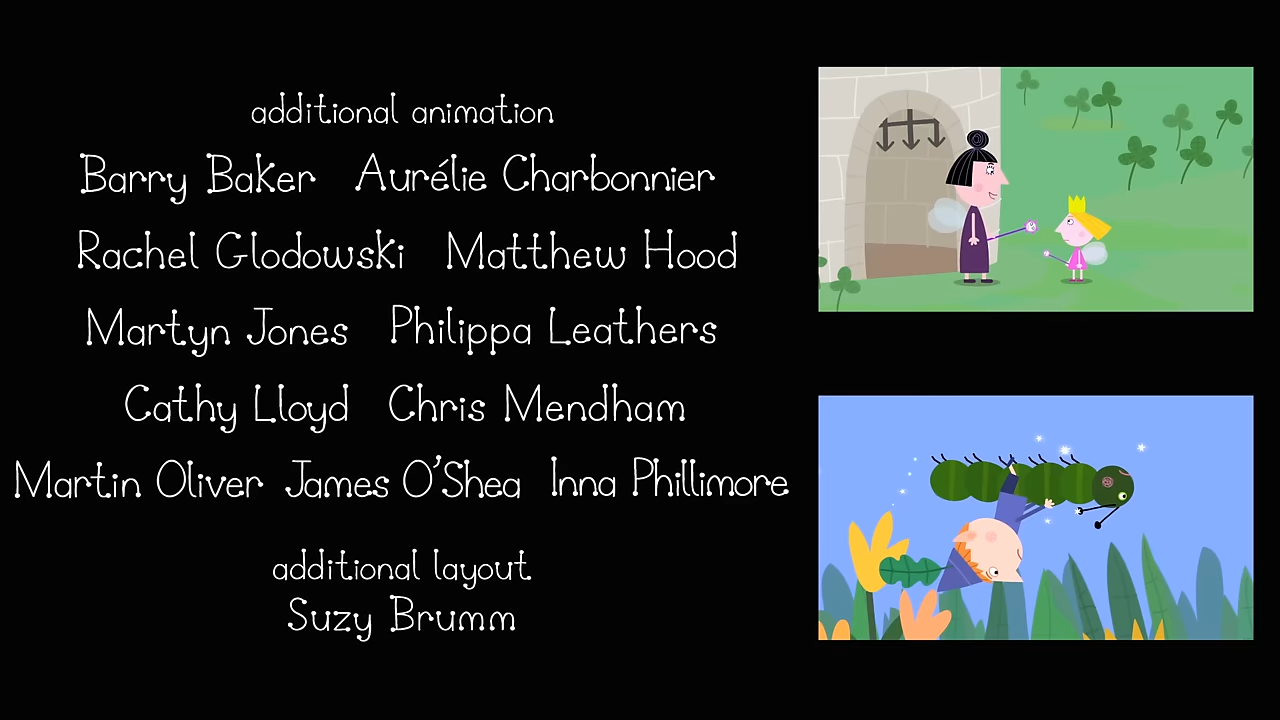 additional animation
Barry Baker Aurélie Charbonnier
Rachel Glodowski Matthew Hood
Martyn Jones Philippa Leathers
Cathy Lloyd Chris Mendham
Martin Oliver James O'Shea Inna Phillimore
additional layout
Suzy Brumm